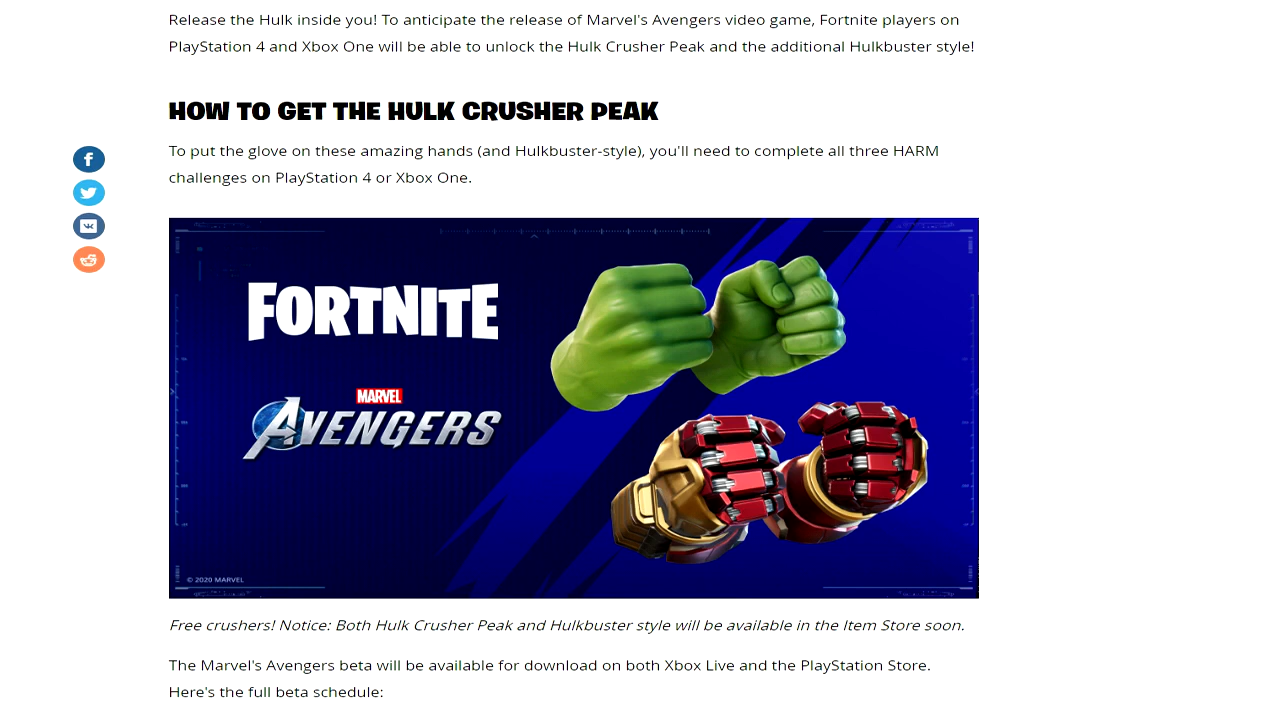 Release the Hulk inside you! To anticipate the release of Marvel's Avengers video game, Fortnite players on
PlayStation 4 and Xbox One will be able to unlock the Hulk Crusher Peak and the additional Hulkbuster style!
HOW TO GET THE HULK CRUSHER PEAK
To put the glove on these amazing hands (and Hulkbuster-style), you'll need to complete all three HARM
challenges on PlayStation 4 or Xbox One.
FORTNITE
MARVEL
AVENGERS
© 2020 MARVEL
Free crushers! Notice: Both Hulk Crusher Peak and Hulkbuster style will be available in the Item Store soon.
The Marvel's Avengers beta will be available for download on both Xbox Live and the PlayStation Store.
Here's the full beta schedule: